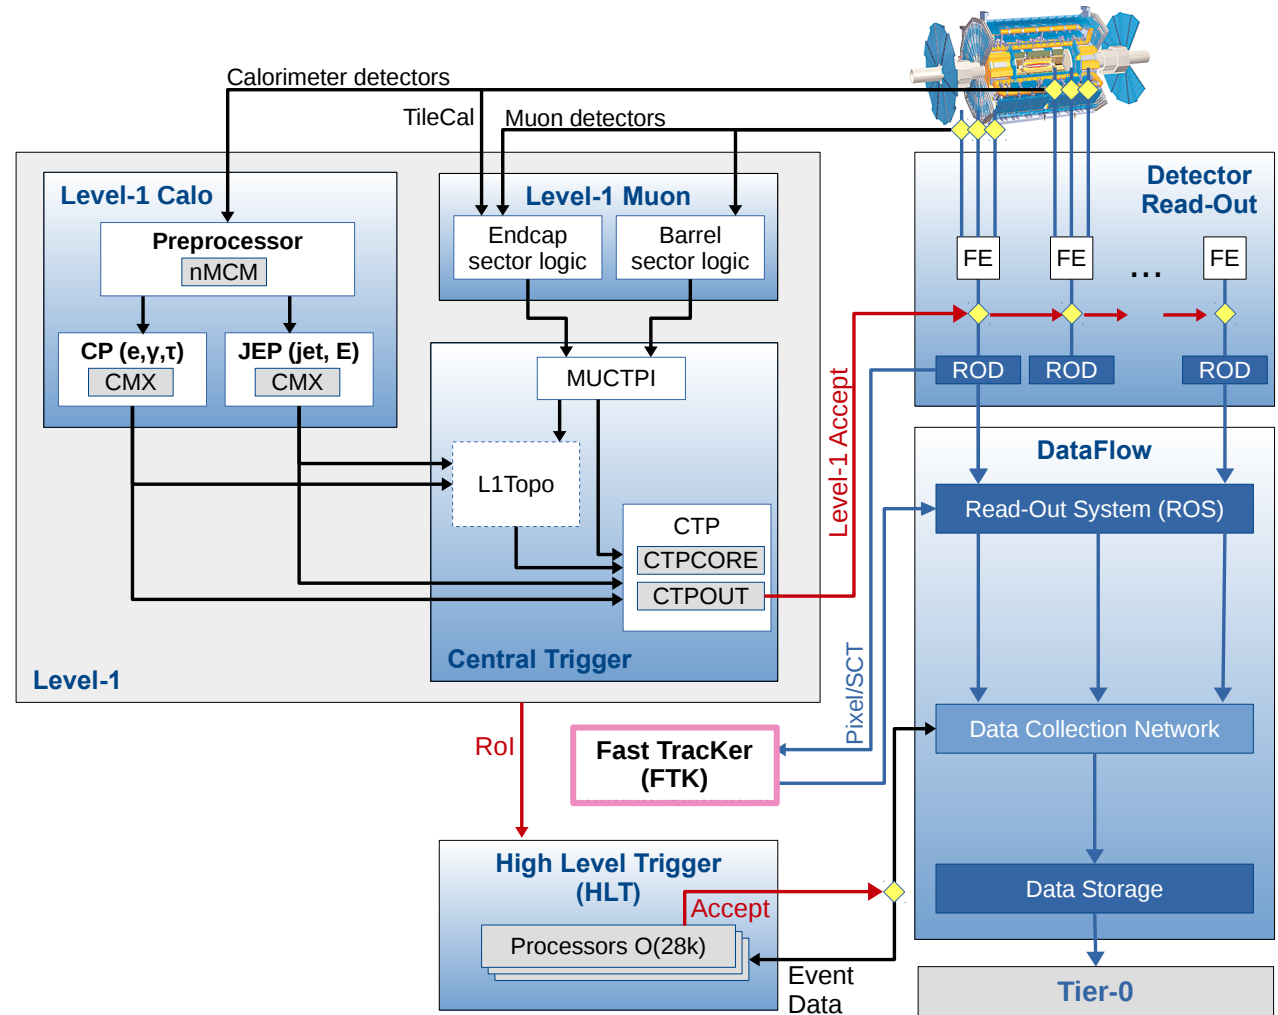 Calorimeter detectors
TileCal
Muon detectors
Level-1 Calo
Preprocessor
nMCM
CP (e,γ,τ)
CMX
JEP (jet, E)
CMX
Level-1 Muon
Endcap
sector logic
Barrel
sector logic
MUCTPI
L1Topo
CTP
CTPCORE
CTPOUT
Central Trigger
Level-1
Level-1 Accept
Detector
Read-Out
FE
FE
...
FE
ROD
ROD
ROD
DataFlow
Read-Out System (ROS)
Pixel/SCT
Data Collection Network
RoI
Fast TracKer
(FTK)
High Level Trigger
(HLT)
Accept
Processors O(28k)
Event
Data
Data Storage
Tier-0